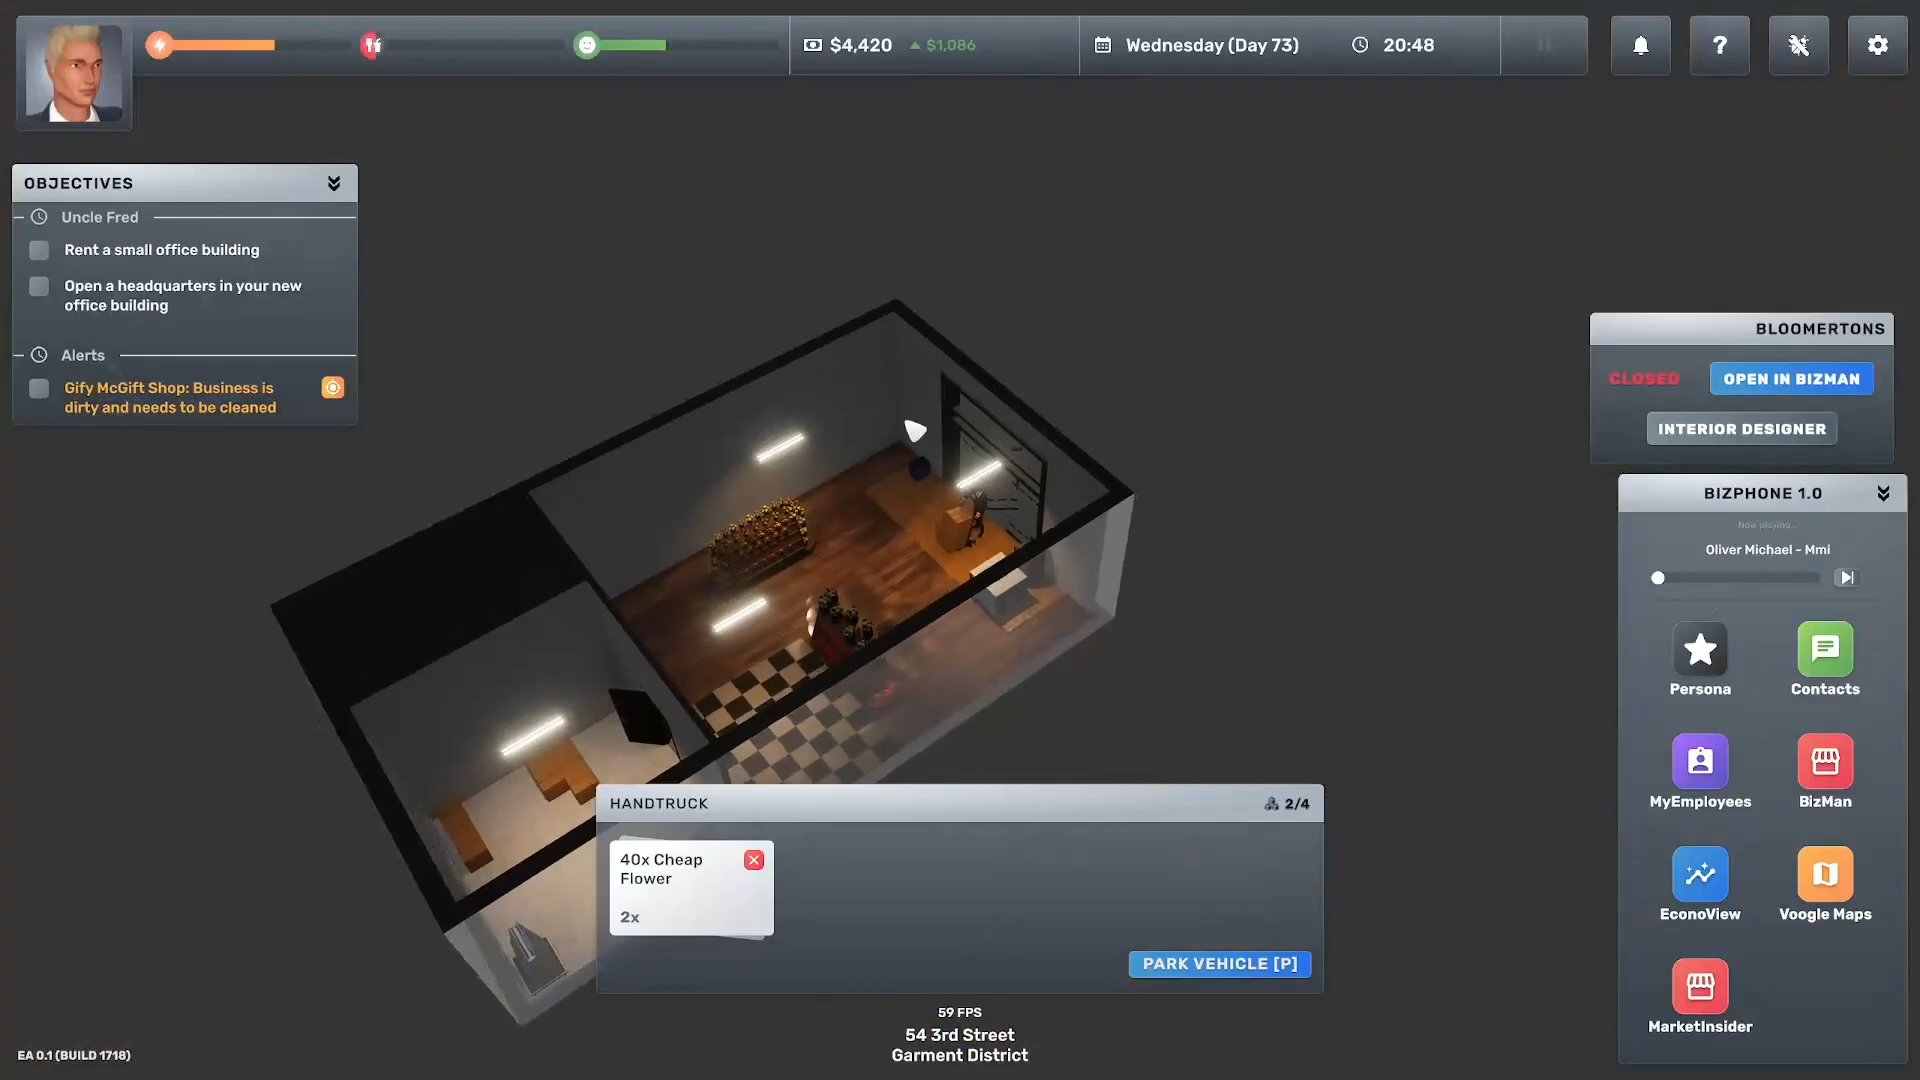 $4,420
$1,086
Wednesday (Day 73)
20:48
?
OBJECTIVES
Uncle Fred
Rent a small office building
Open a headquarters in your new
office building
Alerts
Gify McGift Shop: Business is
dirty and needs to be cleaned
BLOOMERTONS
CLOSED
OPEN IN BIZMAN
INTERIOR DESIGNER
BIZPHONE 1.0
Now playing...
Oliver Michael - Mmi
Persona
Contacts
MyEmployees
BizMan
EconoView
Voogle Maps
MarketInsider
HANDTRUCK
2/4
40x Cheap
Flower
2x
PARK VEHICLE [P]
59 FPS
54 3rd Street
Garment District
EA 0.1 (BUILD 1718)